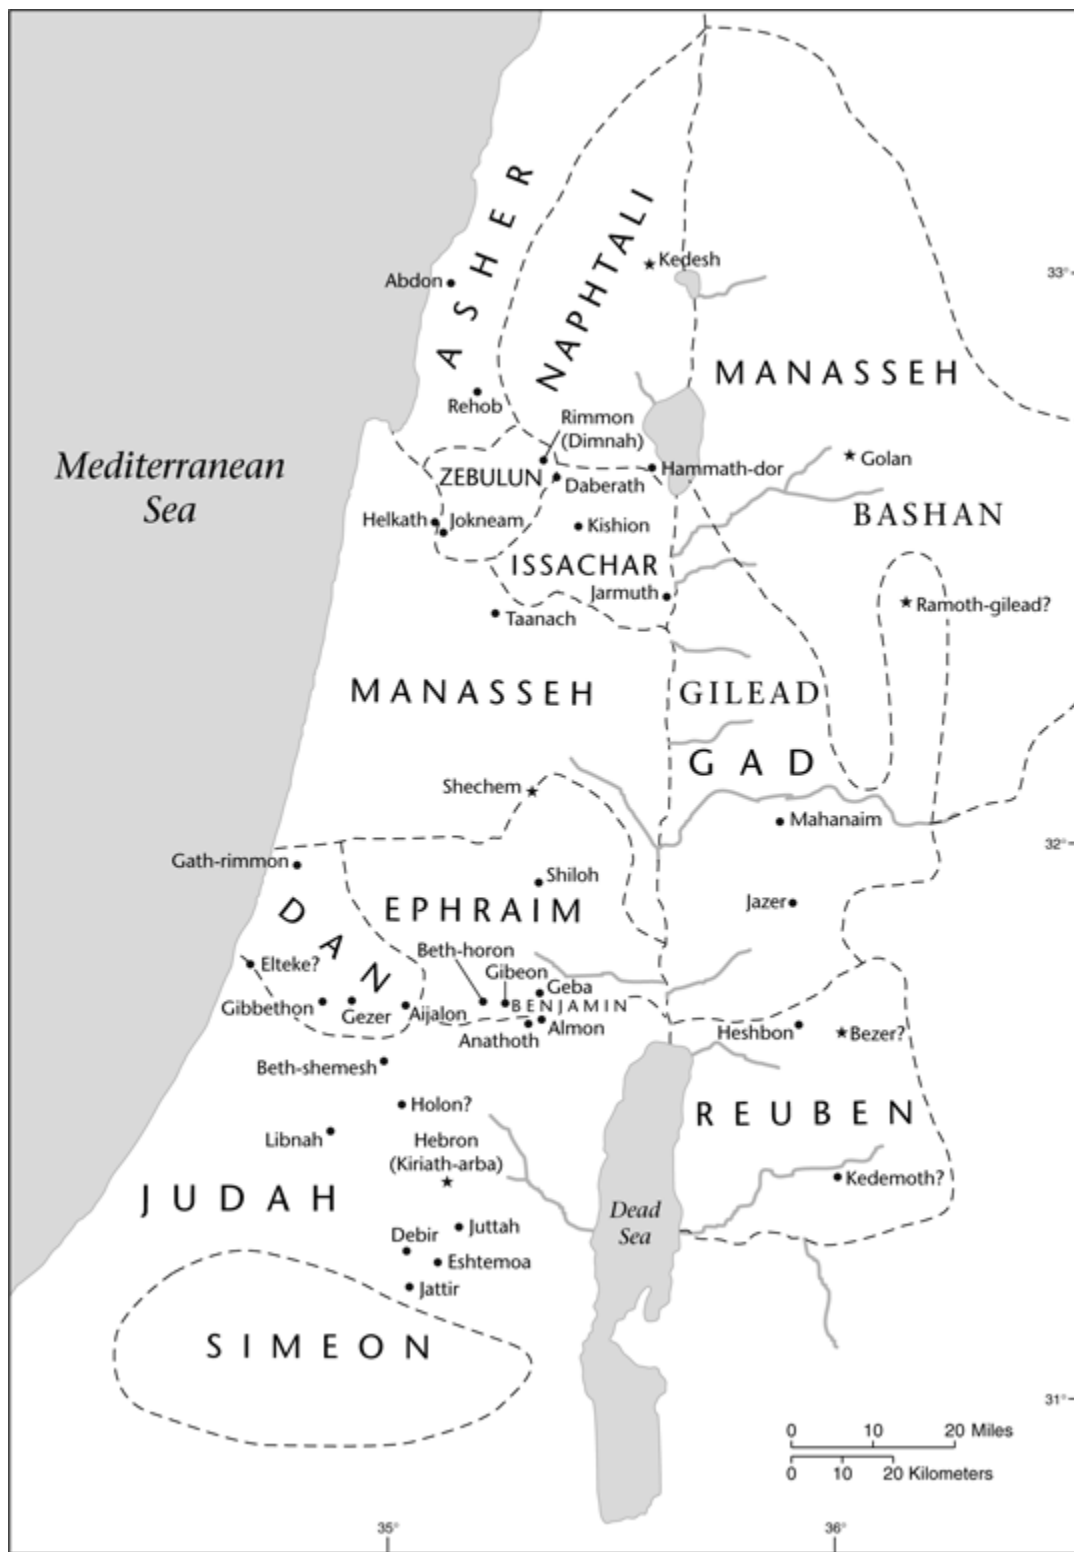 ASHER
NAPHTALI
Kedesh
Abdon
33°
MANASSEH
Rehob
Rimmon
(Dimnah)
Mediterranean
Sea
ZEBULUN
Hammath-dor
Golan
Daberath
BASHAN
Helkath
Jokneam
Kishion
ISSACHAR
Jarmuth
Ramoth-gilead?
Taanach
MANASSEH
GILEAD
GAD
Shechem
Mahanaim
32°
Gath-rimmon
Shiloh
Jazer
DAN
EPHRAIM
Beth-horon
Elteke?
Gibeon
Geba
Gibbethon
Gezer
Aijalon
BENJAMIN
Almon
Anathoth
Heshbon
Bezer?
Beth-shemesh
Holon?
REUBEN
Libnah
Hebron
(Kiriath-arba)
Kedemoth?
JUDAH
Dead
Sea
Juttah
Debir
Eshtemoa
Jattir
SIMEON
31°
0 10 20 Miles
0 10 20 Kilometers
35°
36°